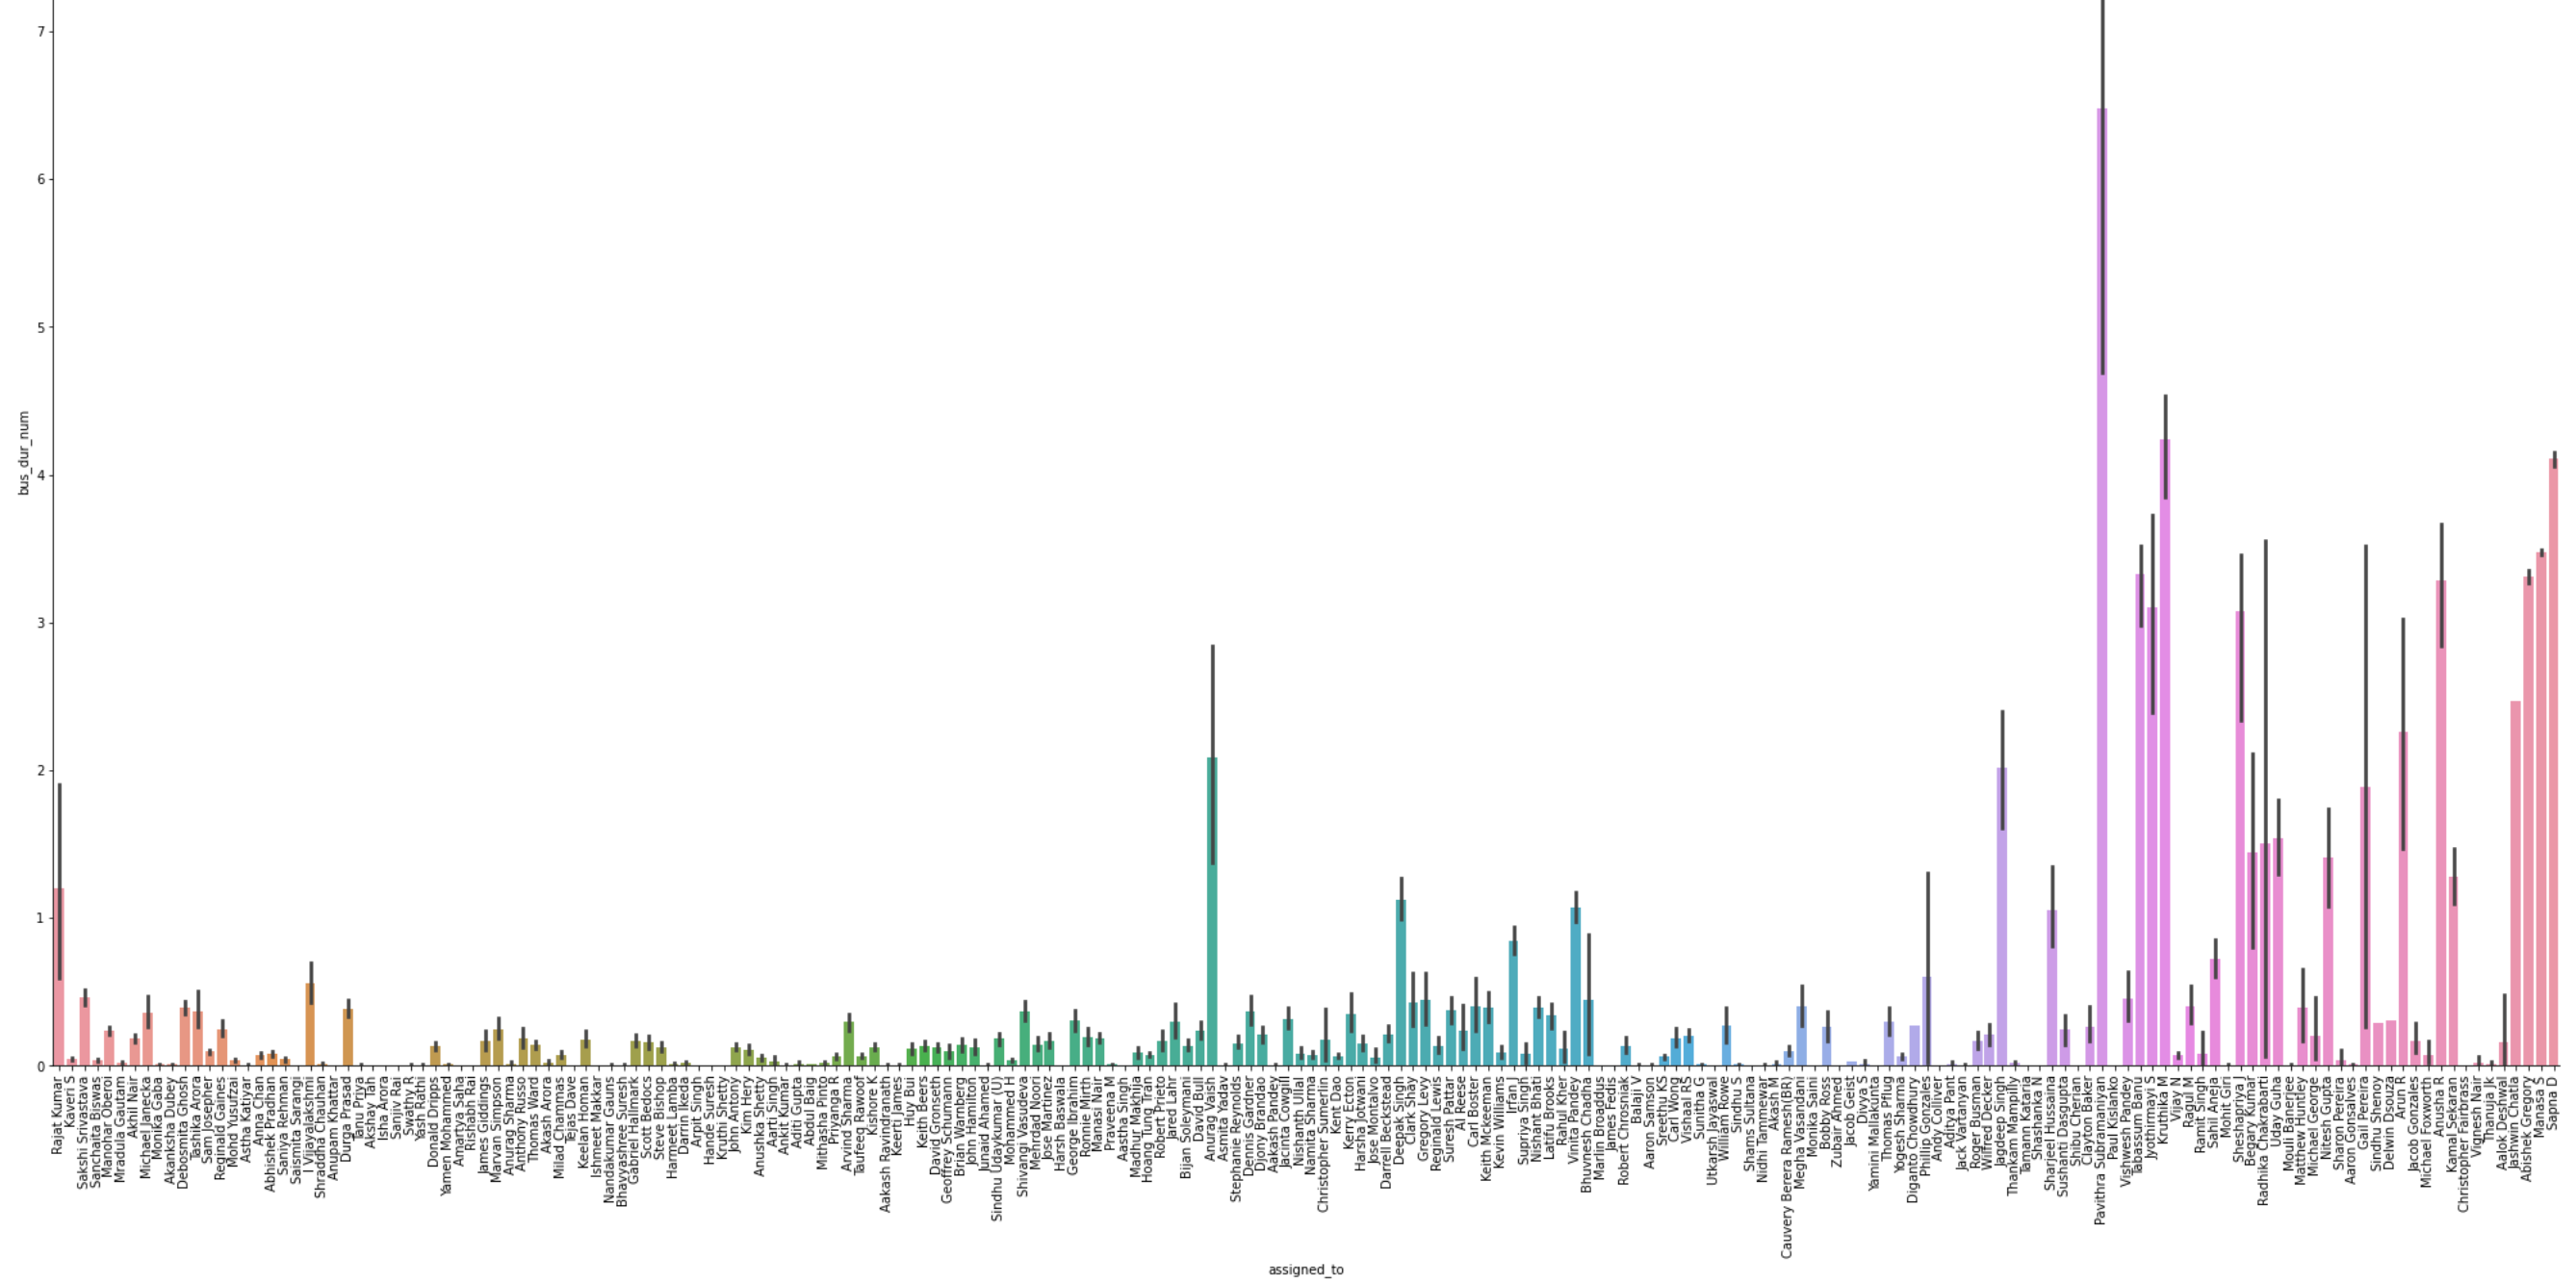 7
6
5
4
3
2
1
0
bus_dur_num
Rajat Kumar
Kaveri S
Sakshi Srivastava
Sanchaita Biswas
Manohar Oberoi
Mradula Gautam
Akhil Nair
Michael Janecka
Monika Gaba
Akanksha Dubey
Debosmita Ghosh
Tashina Arora
Sam Josepher
Reginald Gaines
Mohd Yusufzai
Astha Katiyar
Anna Chan
Abhishek Pradhan
Saniya Rehman
Saismita Sarangi
Vijayalakshmi
Shraddha Chauhan
Anupam Khattar
Durga Prasad
Tanu Priya
Akshay Tah
Isha Arora
Sanjiv Rai
Swathy R
Yash Rathi
Donald Dripps
Yamen Mohammed
Amartya Saha
Rishabh Rai
James Giddings
Marvan Simpson
Anurag Sharma
Anthony Russo
Thomas Ward
Akash Arora
Milad Chammas
Tejas Dave
Keelan Homan
Ishmeet Makkar
Nandakumar Gauns
Bhayyashree Suresh
Gabriel Hallmark
Scott Bedocs
Steve Bishop
Harmeet Lamba
Darrin Ikeda
Arpit Singh
Hande Suresh
Kruthi Shetty
John Antony
Kim Hery
Anushka Shetty
Aarti Singh
Ankit Kumar
Aditi Gupta
Abdul Baig
Mithasha Pinto
Priyanga R
Arvind Sharma
Taufeeq Rawoof
Kishore K
Aakash Ravindranath
Keerti James
Hiy Bui
Keith Beers
David Gronseth
Geoffrey Schumann
Brian Warnberg
John Hamilton
Junaid Ahamed
Sindhu Udaykumar (U)
Mohammed H
Shivangi Vasudeva
Mehrdad Noori
Jose Martinez
Harsh Baswala
George Ibrahim
Ronnie Mirth
Manasi Nair
Praveena M
Aastha Singh
Madhur Makhija
Hoang Jun Tran
Robert Prieto
Jared Lahr
Bijan Soleymani
David Bull
Anurag Vaish
Asmita Yadav
Stephanie Reynolds
Dennis Gardner
Djonz Brandao
Aakash Pandey
Jacinta Cowgill
Nishanth Ullal
Namita Sharma
Christopher Sumerlin
Kent Dao
Kerry Ecton
Harsha Jotwani
Jose Montalvo
Darrell Beckstead
Deepak Singh
Clark Shay
Gregory Levy
Reginald Lewis
Suresh Pattar
Al Reese
Carl Boster
Keith Mckeeman
Kevin Williams
Irfan J
Supriya Singh
Nishant Bhati
Latifu Brooks
Rahul Kher
Vinita Pandey
Bhuvnesh Chadha
Marlin Broaddus
James Fedis
Robert Chrisniak
Balaji V
Aaron Samson
Sreethu KS
Carl Wong
Vishaal RS
Sunitha G
Utkarsh Jayaswal
William Rowe
Sindhu S
Shams Sultana
Nidhi Tamnewar
Akash M
Cauvery Berera Ramesh(BR)
Megha Vasandani
Monika Saini
Bobby Ross
Zubair Ahmed
Jacob Geist
Divya S
Yamini Mallakunta
Thomas Pflug
Yogesh Sharma
Diganto Chowdhury
Phillip Gonzales
Andy Colliver
Aditya Pant
Jack Vartanyan
Roger Bonan
Wilfred Decker
Jagdeep Singh
Thankam Mampilly
Tamann Kataria
Shashanka N
Sharjeel Hussaina
Sushanti Dasgupta
Shibu Cherian
Clayton Baker
Paul Kislanko
Pavithra Subramanyan
Vishwesh Pandey
Tabassum Banu
Jyothirmayi S
Kruthika M
Vijay N
Ragul M
Ramit Singh
Sahil Aneja
Mohit Goel
Sheshapriya J
Begary Kumar
Radhika Chakrabarti
Uday Guha
Mouli Banerjee
Matthew Huntley
Michael George
Nitesh Gupta
Sharon Pereira
Aaron Gonsalves
Gail Pereira
Sindhu Shenoy
Delwin Dsouza
Arun R
Jacob Gonzales
Michael Foxworth
Anusha R
Kamal Sekaran
Christopher Fairbrass
Vignesh Nair
Thanuja Jk
Aalok Deshwal
Jashwin Chatla
Abishek Gregory
Manasa S
Sapna D
assigned_to